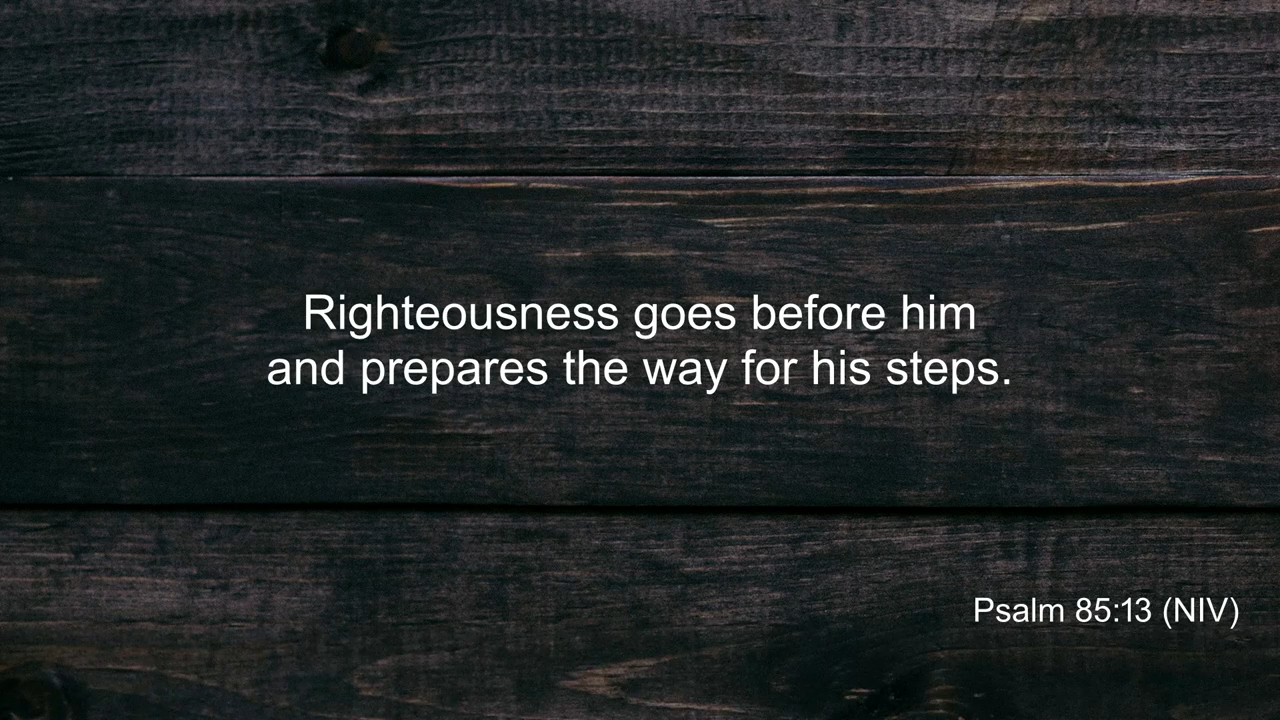 Righteousness goes before him
and prepares the way for his steps.
Psalm 85:13 (NIV)